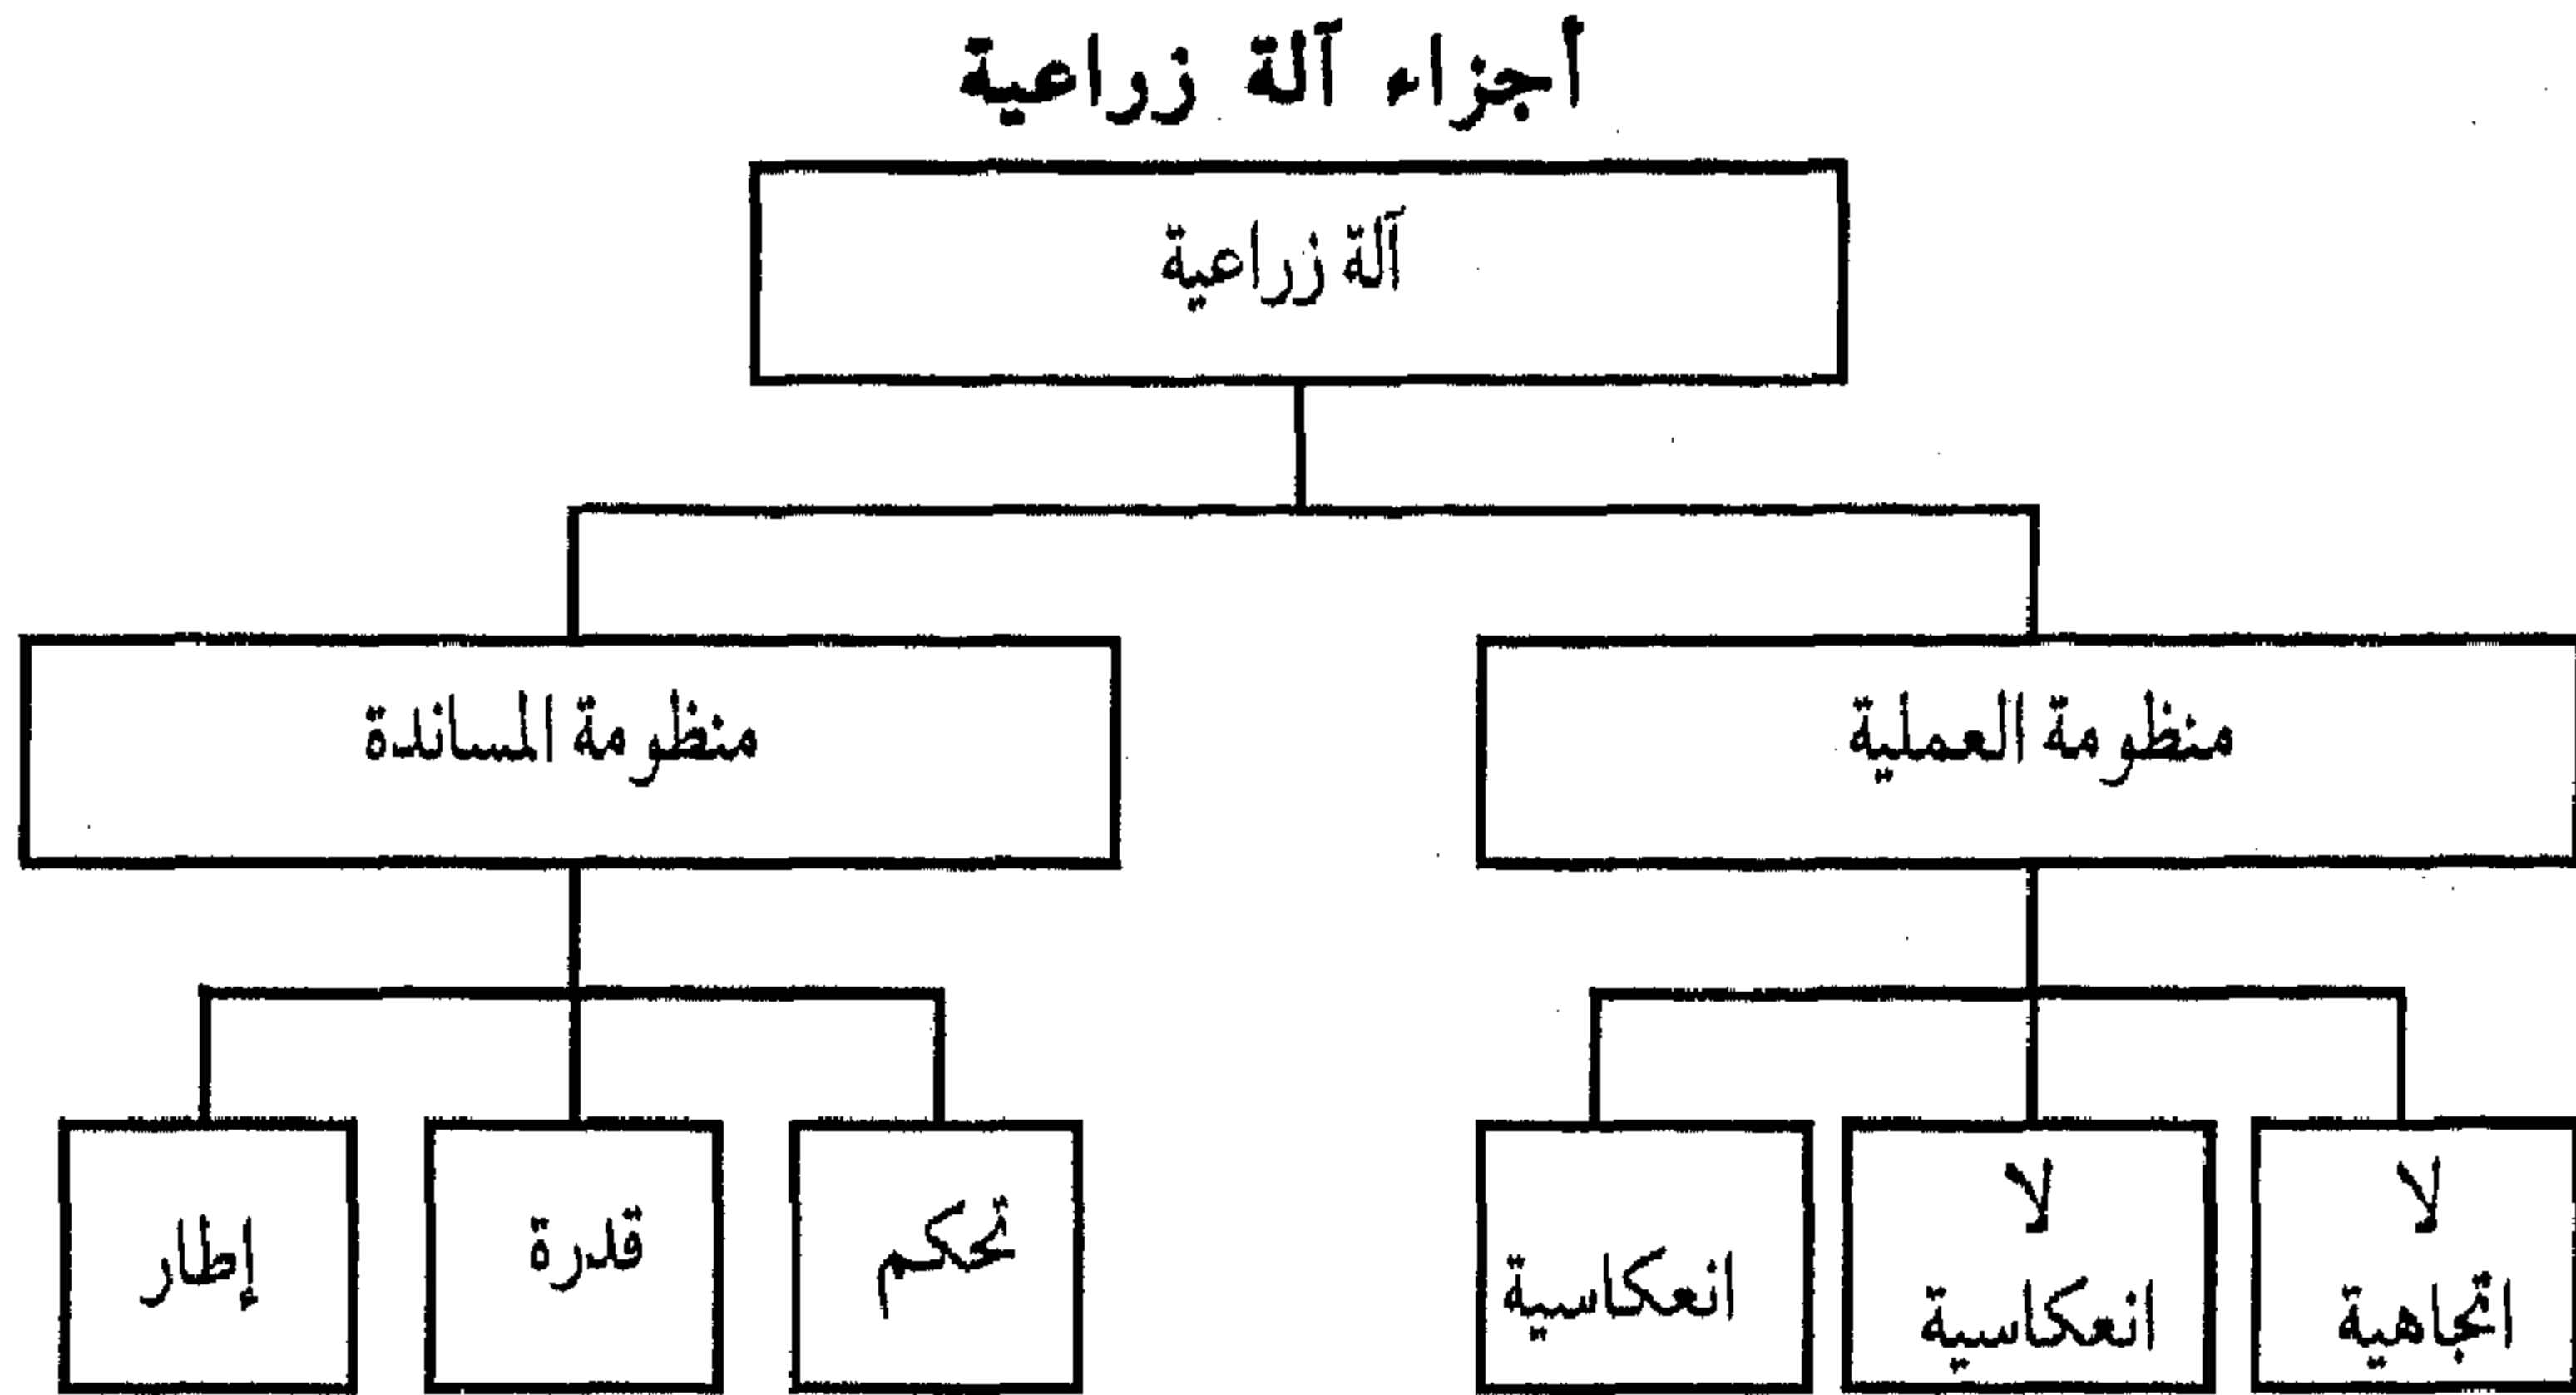 أجزاء آلة زراعية
آلة زراعية
منظومة العملية
منظومة المساندة
لا
اتجاهية
لا
انعكاسية
انعكاسية
تحكم
قدرة
إطار